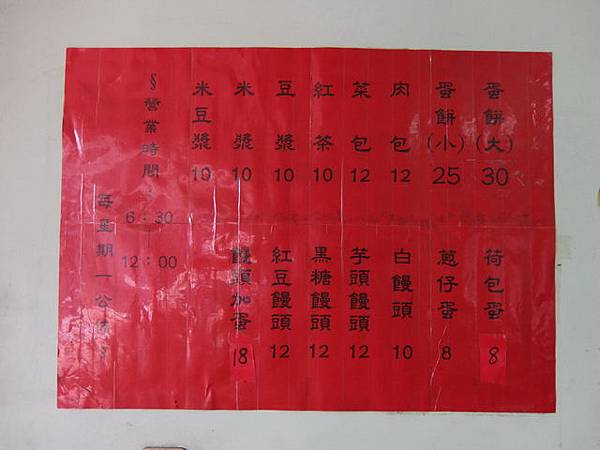 蛋餅(大)30
蛋餅(小)25
肉包12
菜包12
紅茶10
豆漿10
米漿10
米豆漿10
荷包蛋8
蔥仔蛋8
白饅頭10
芋頭饅頭12
黑糖饅頭12
紅豆饅頭12
饅頭加蛋18
§營業時間:
6:30
12:00
每星期一公休§